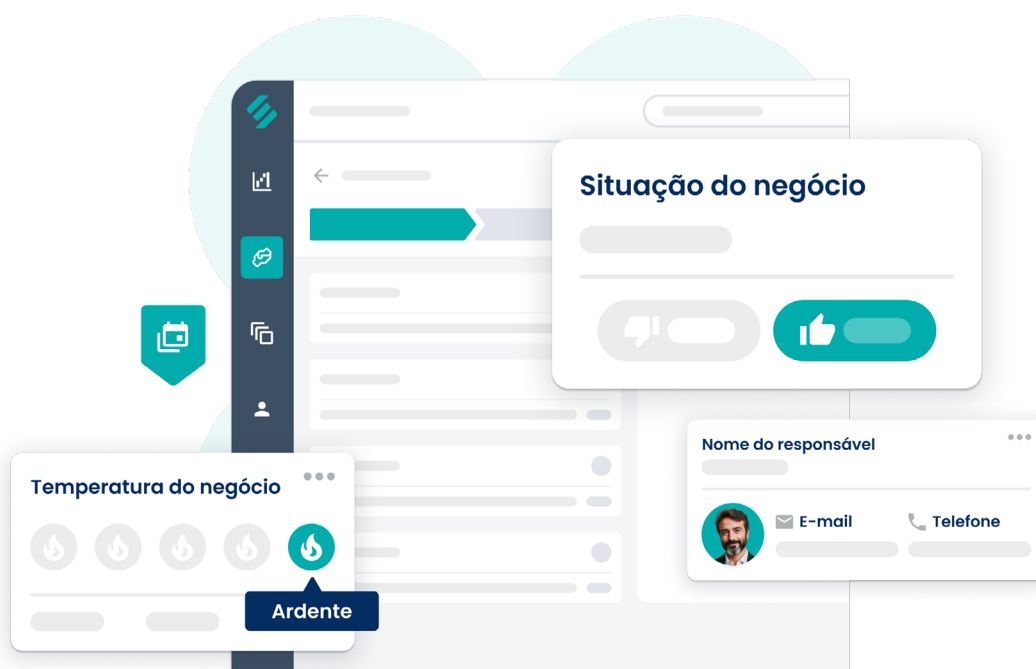 Situação do negócio
Nome do responsável
E-mail
Telefone
Temperatura do negócio
Ardente